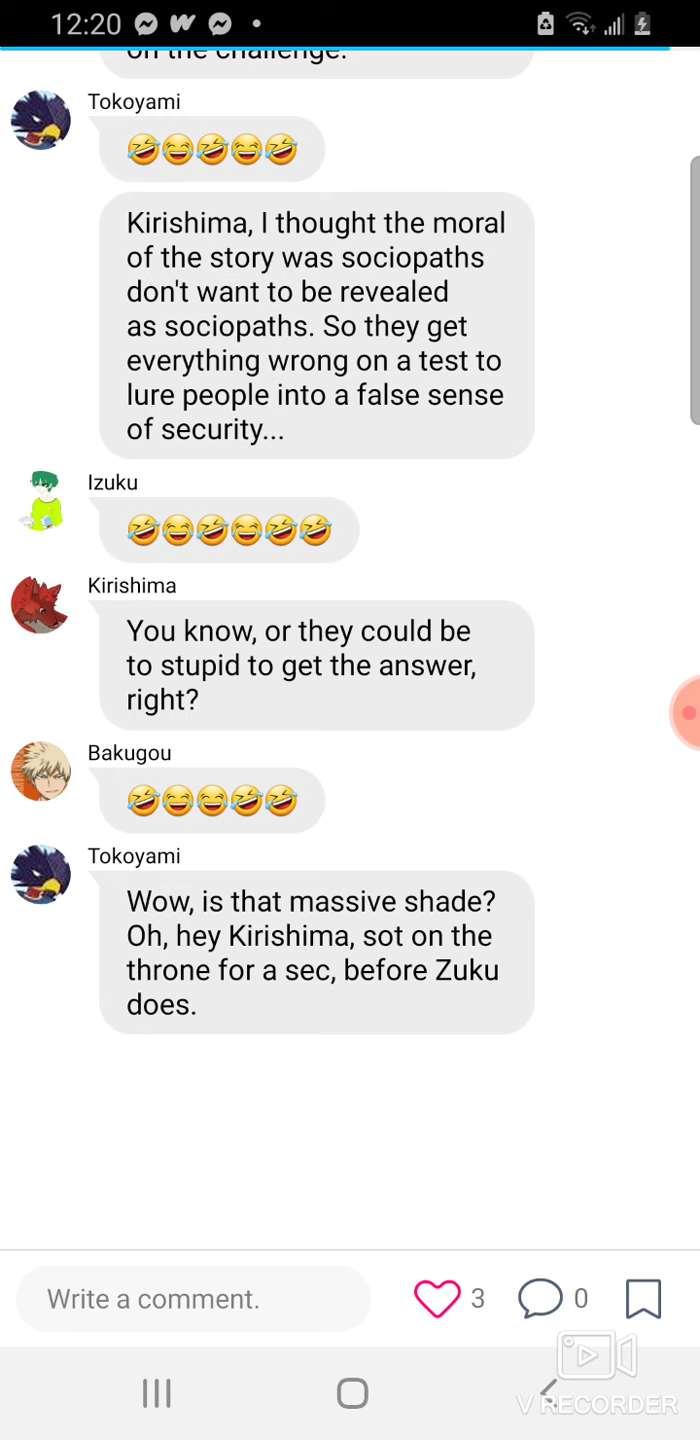 12:20
on the challenge.
Tokoyami
🤣😂🤣😂🤣
Kirishima, I thought the moral
of the story was sociopaths
don't want to be revealed
as sociopaths. So they get
everything wrong on a test to
lure people into a false sense
of security...
Izuku
🤣😂🤣😂🤣🤣
Kirishima
You know, or they could be
to stupid to get the answer,
right?
Bakugou
🤣😂😂🤣🤣
Tokoyami
Wow, is that massive shade?
Oh, hey Kirishima, sot on the
throne for a sec, before Zuku
does.
Write a comment.
3
0
V RECORDER